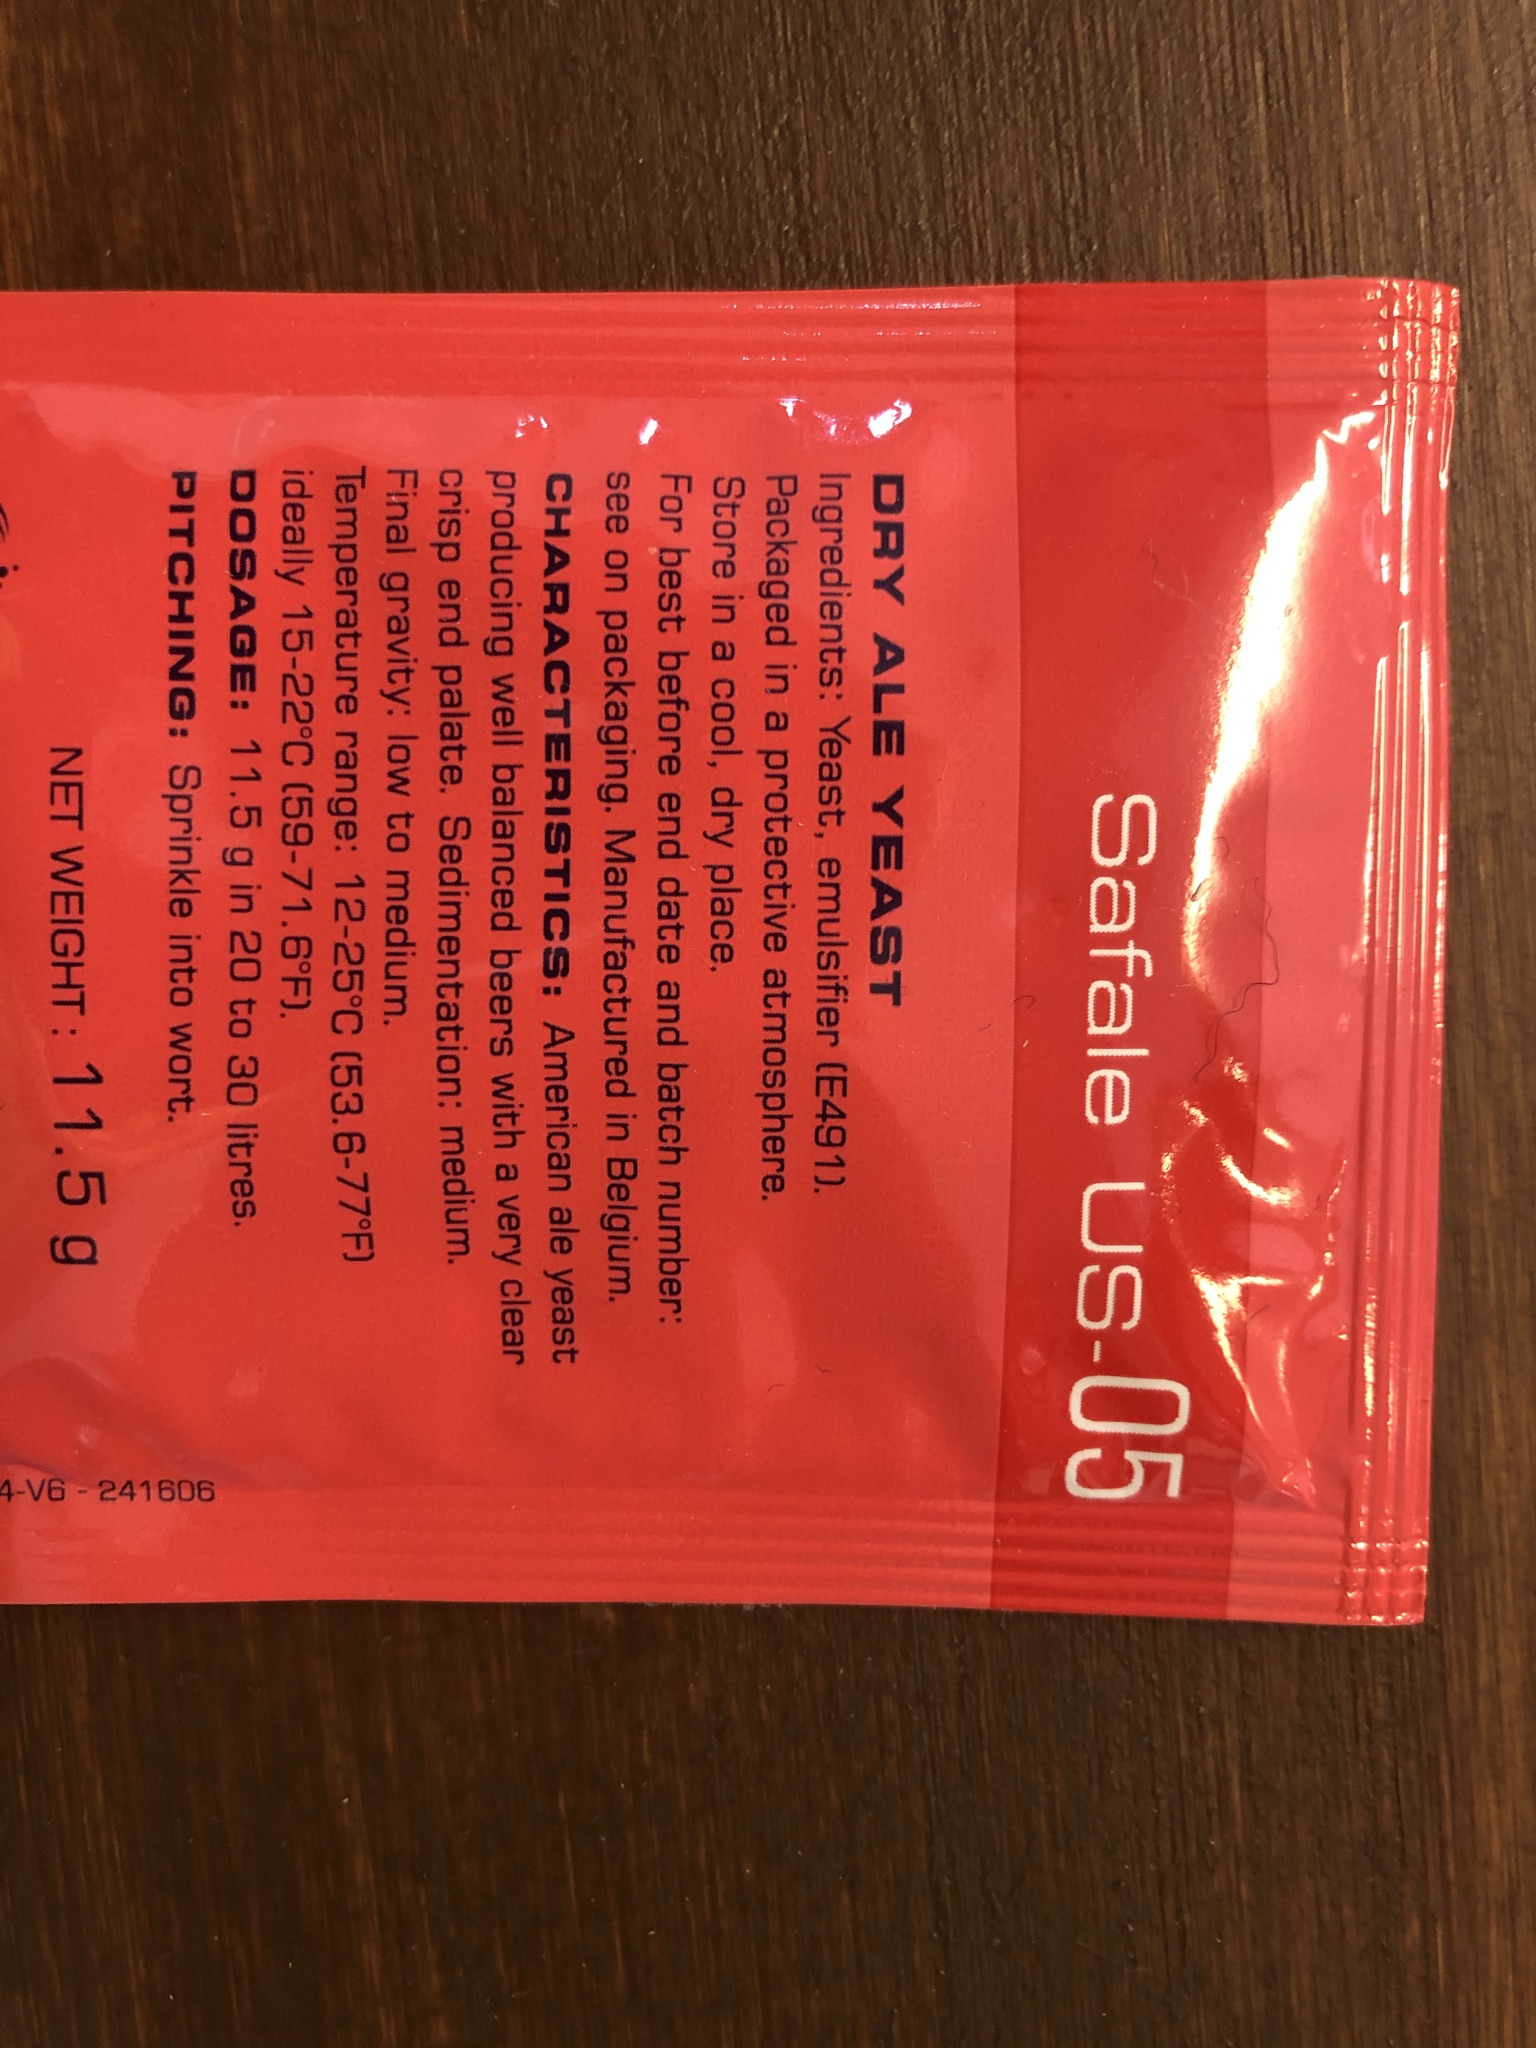 Safale US-05
DRY ALE YEAST
Ingredients: Yeast, emulsifier (E491).
Packaged in a protective atmosphere.
Store in a cool, dry place.
For best before end date and batch number:
see on packaging. Manufactured in Belgium.
CHARACTERISTICS: American ale yeast
producing well balanced beers with a very clear
crisp end palate. Sedimentation: medium.
Final gravity: low to medium.
Temperature range: 12-25°C (53.6-77°F)
ideally 15-22°C (59-71.6°F).
DOSAGE: 11.5 g in 20 to 30 litres.
PITCHING: Sprinkle into wort.
NET WEIGHT : 11.5 g
4-V6 - 241606